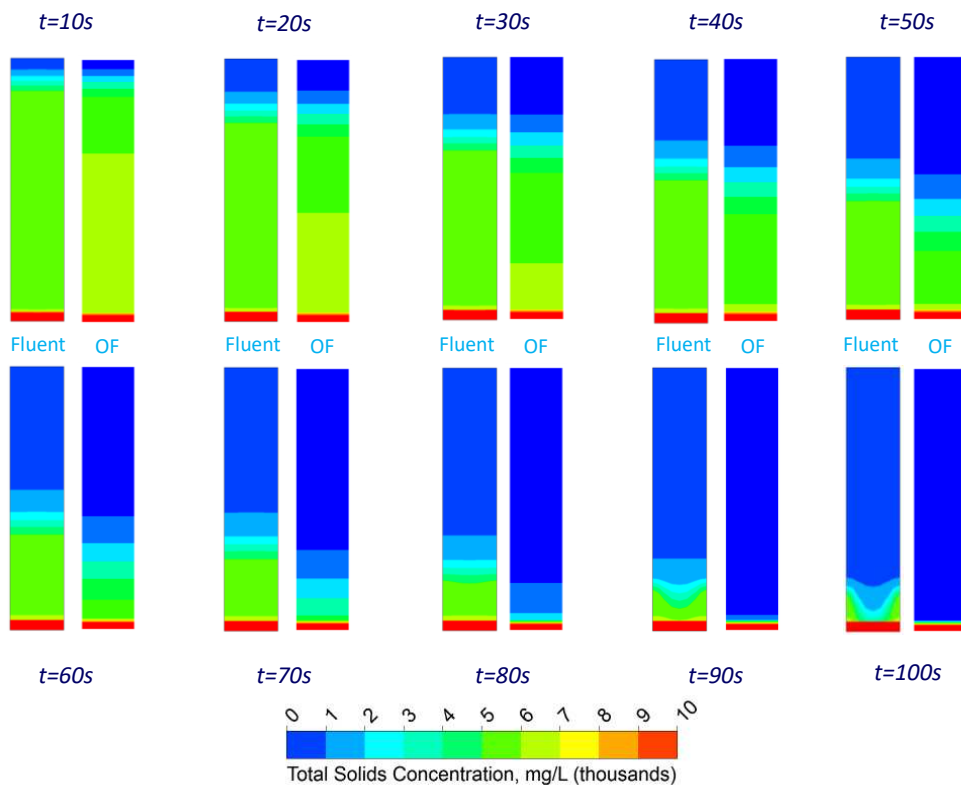 t=10s t=20s t=30s t=40s t=50s
Fluent OF Fluent OF Fluent OF Fluent OF Fluent OF
t=60s t=70s t=80s t=90s t=100s
0 1 2 3 4 5 6 7 8 9 10
Total Solids Concentration, mg/L (thousands)